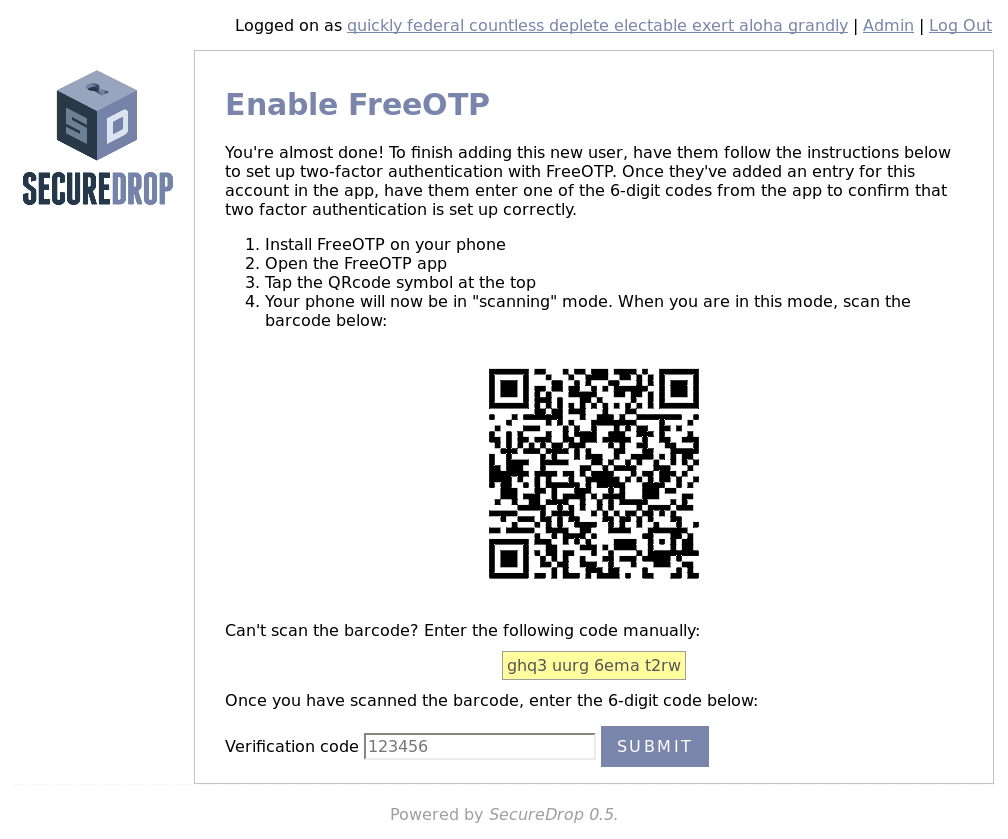 Logged on as quickly federal countless deplete electable exert aloha grandly | Admin | Log Out
SD
SECUREDROP
Enable FreeOTP
You're almost done! To finish adding this new user, have them follow the instructions below
to set up two-factor authentication with FreeOTP. Once they've added an entry for this
account in the app, have them enter one of the 6-digit codes from the app to confirm that
two factor authentication is set up correctly.
1. Install FreeOTP on your phone
2. Open the FreeOTP app
3. Tap the QRcode symbol at the top
4. Your phone will now be in "scanning" mode. When you are in this mode, scan the
barcode below:
Can't scan the barcode? Enter the following code manually:
ghq3 uurg 6ema t2rw
Once you have scanned the barcode, enter the 6-digit code below:
Verification code 123456 SUBMIT
Powered by SecureDrop 0.5.